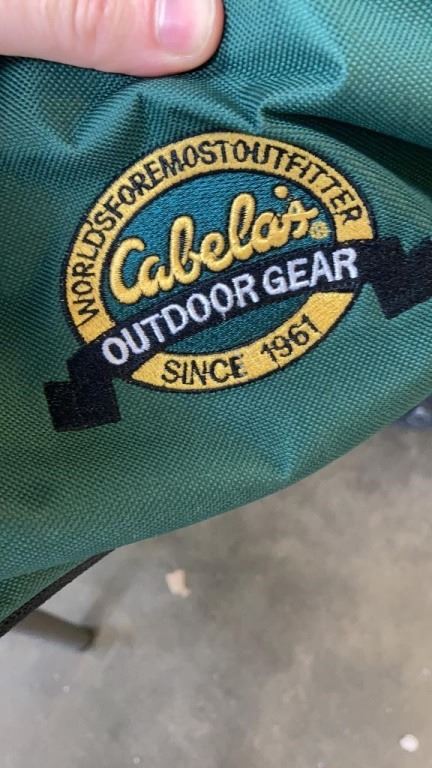 WORLDSFOREMOSTOUTFITTER
Cabela's®
OUTDOOR GEAR
SINCE 1961